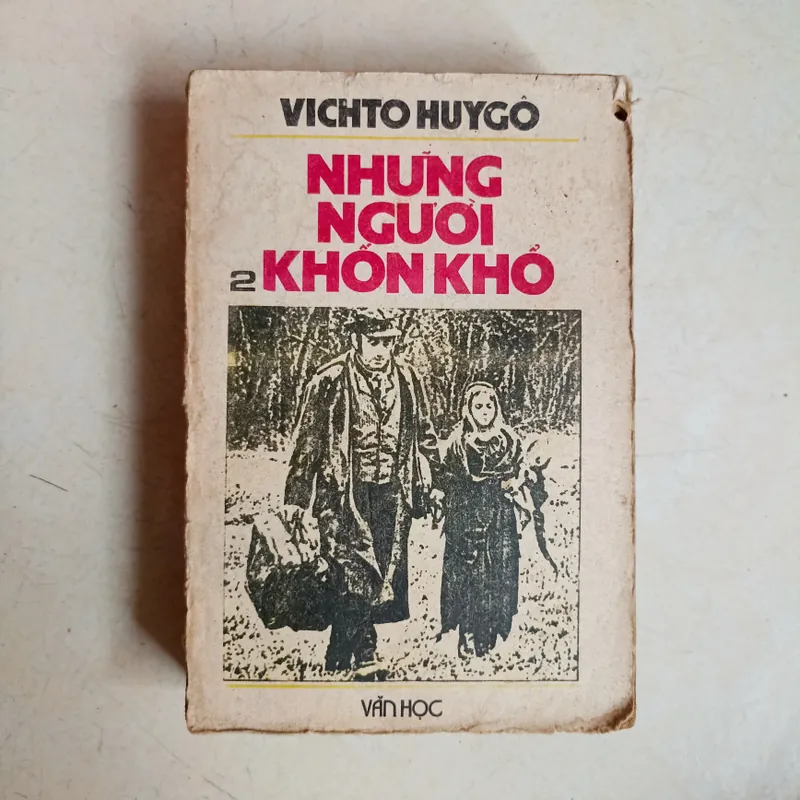 VICHTO HUYGÔ
NHỮNG
NGƯỜI
2 KHỐN KHỔ
VĂN HỌC